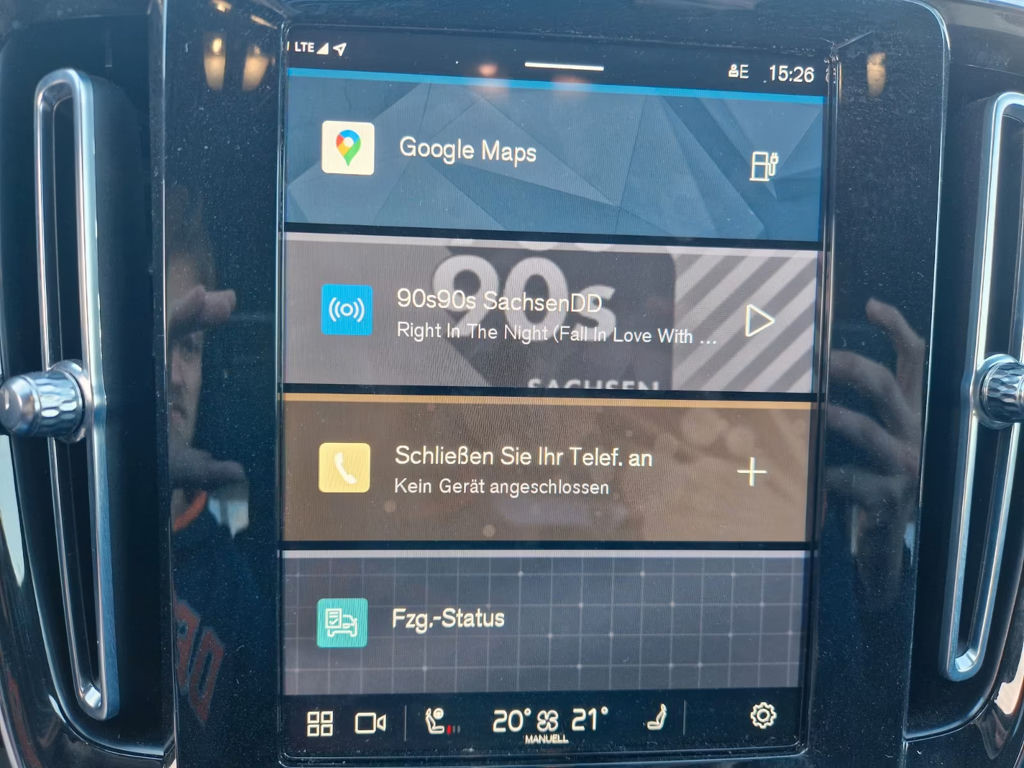 LTE
E 15:26
Google Maps
90s
90s90s SachsenDD
Right In The Night (Fall In Love With ...
SACHSEN
Schließen Sie Ihr Telef. an
Kein Gerät angeschlossen
Fzg.-Status
20° 21°
MANUELL